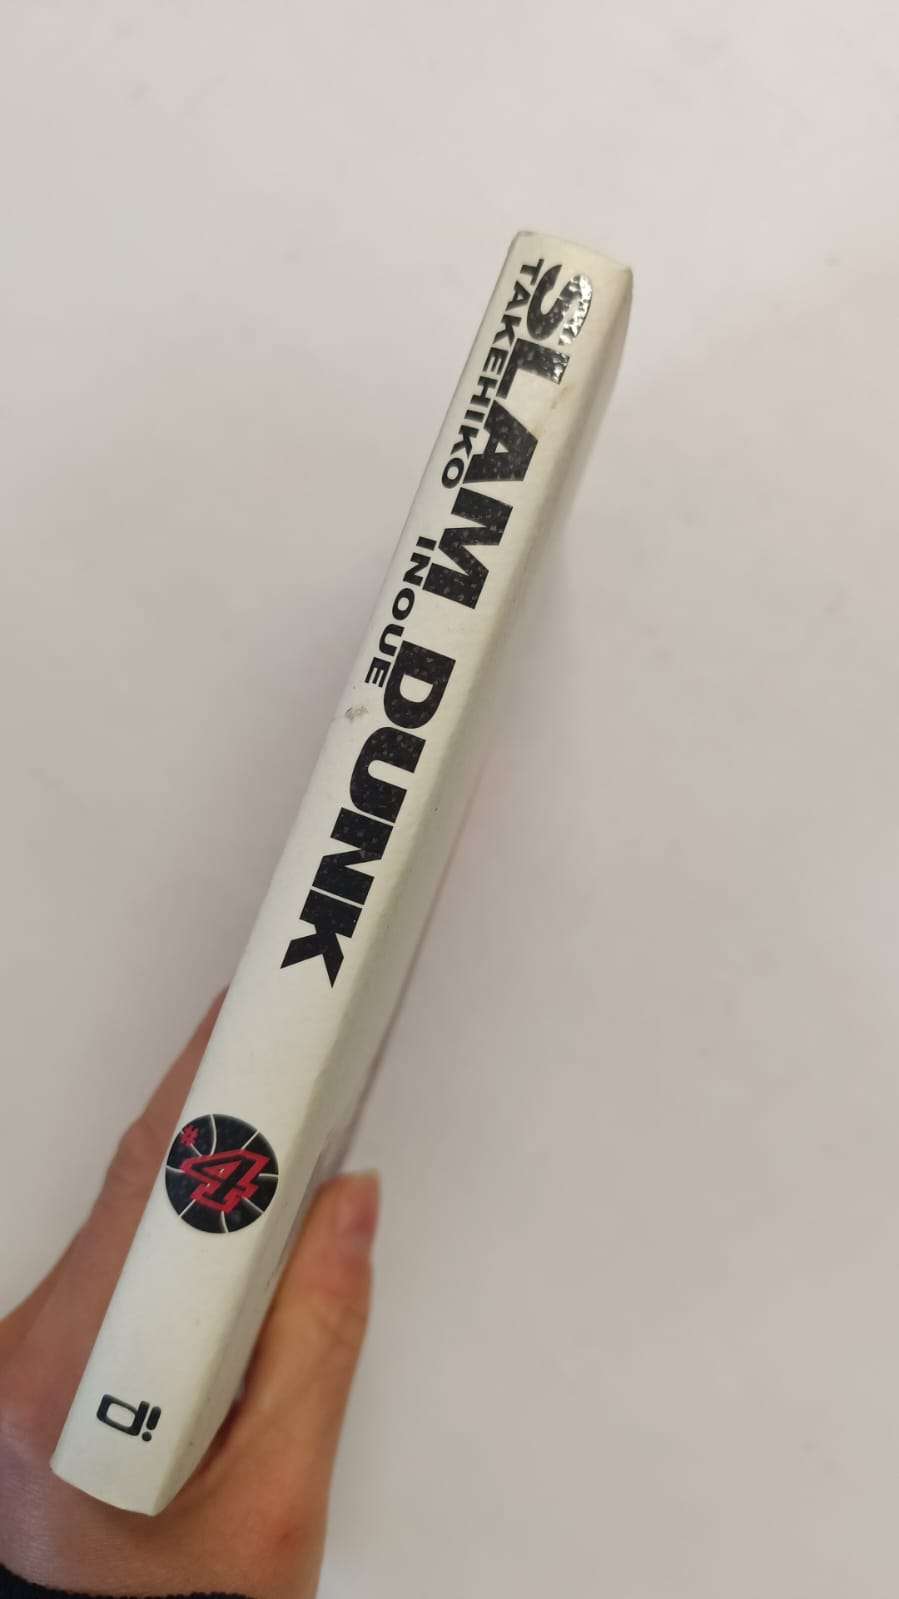 SLAM DUNK
TAKEHIKO INOUE
#4